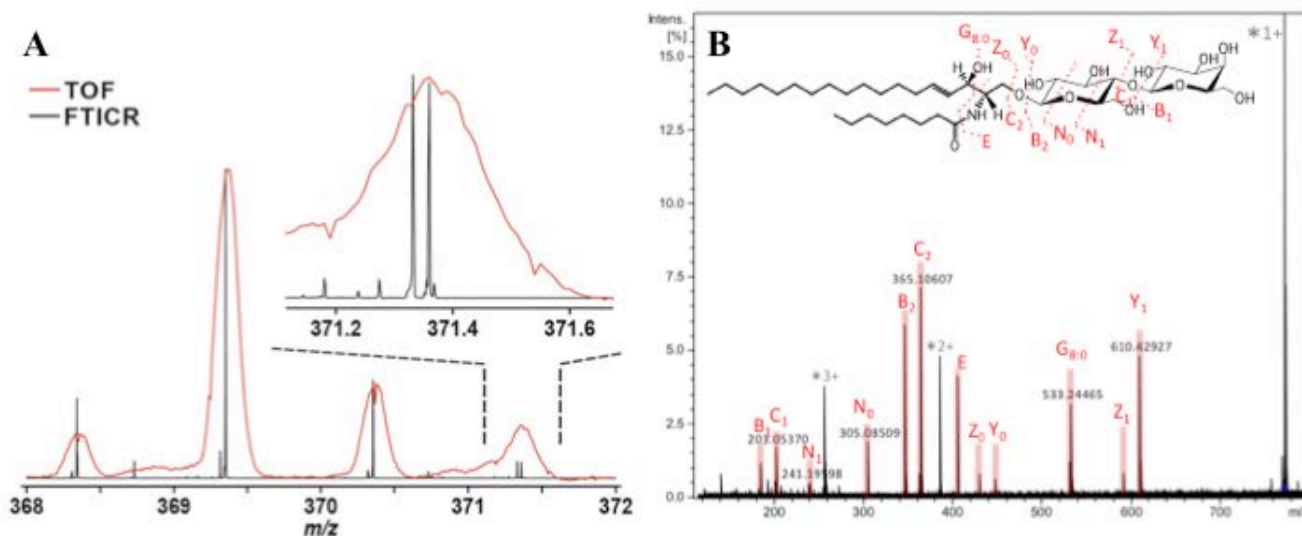 A
TOF
FTICR
371.2 371.4 371.6
368 369 370 371 372
m/z
B
Intens.
[%]
15.0
12.5
10.0
7.5
5.0
2.5
0.0
200 300 400 500 600 700
*1+
G8:0
Z0
Y0
Z1
Y1
OH
HO
OH
OH
H
H
NH
O
E
C2
B2
N0
N1
C1
B1
OH
B1
C1
207.05370
N1
241.19598
*3+
N0
305.08509
B2
C2
365.10607
*2+
E
Z0
Y0
G8:0
533.24465
Z1
Y1
610.42927